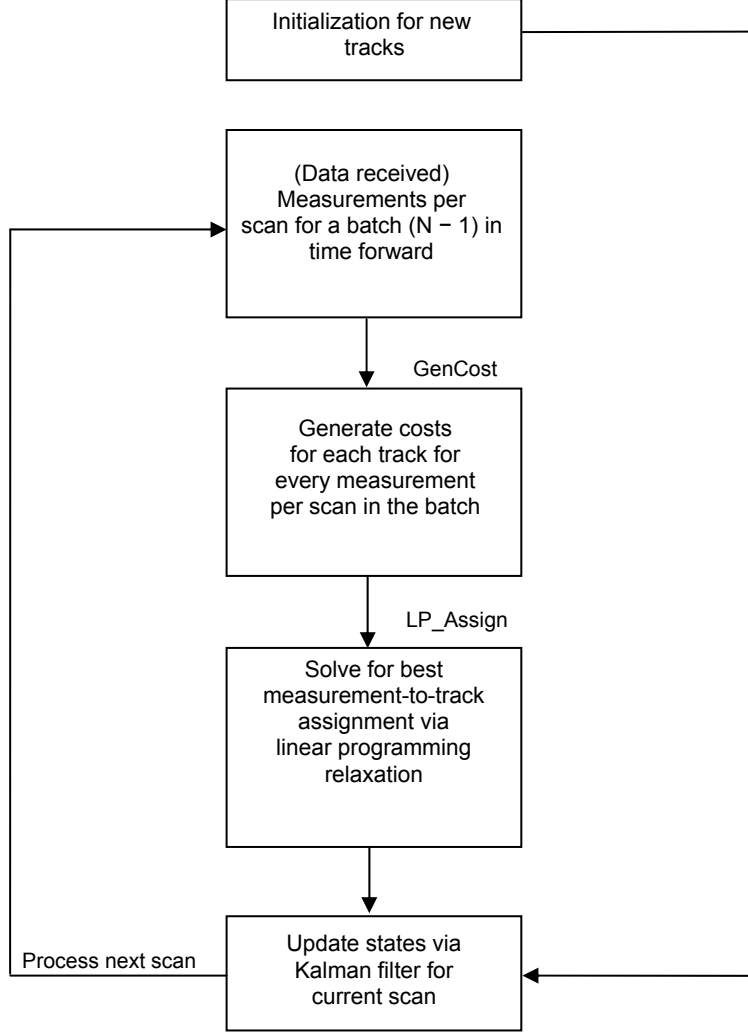 Initialization for new
tracks
(Data received)
Measurements per
scan for a batch (N − 1) in
time forward
GenCost
Generate costs
for each track for
every measurement
per scan in the batch
LP_Assign
Solve for best
measurement-to-track
assignment via
linear programming
relaxation
Process next scan
Update states via
Kalman filter for
current scan